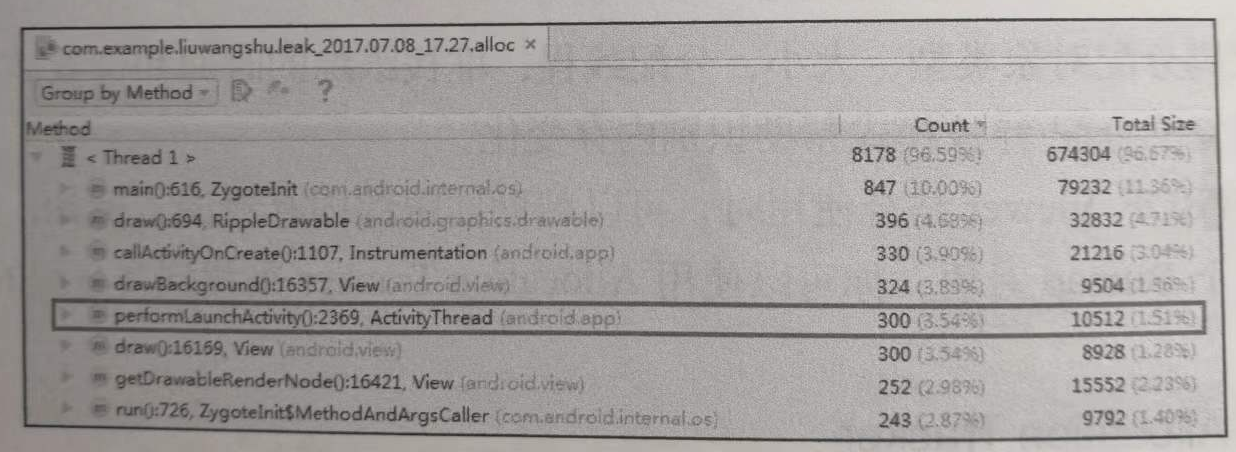 com.example.liuwangshu.leak_2017.07.08_17.27.alloc ×
Group by Method ?
Method Count Total Size
< Thread 1 > 8178 (96.59%) 674304 (96.67%)
main():616, ZygoteInit (com.android.internal.os) 847 (10.00%) 79232 (11.36%)
draw():694, RippleDrawable (android.graphics.drawable) 396 (4.68%) 32832 (4.71%)
callActivityOnCreate():1107, Instrumentation (android.app) 330 (3.90%) 21216 (3.04%)
drawBackground():16357, View (android.view) 324 (3.83%) 9504 (1.36%)
performLaunchActivity():2369, ActivityThread (android.app) 300 (3.54%) 10512 (1.51%)
draw():16169, View (android.view) 300 (3.54%) 8928 (1.28%)
getDrawableRenderNode():16421, View (android.view) 252 (2.98%) 15552 (2.23%)
run():726, ZygoteInit$MethodAndArgsCaller (com.android.internal.os) 243 (2.87%) 9792 (1.40%)